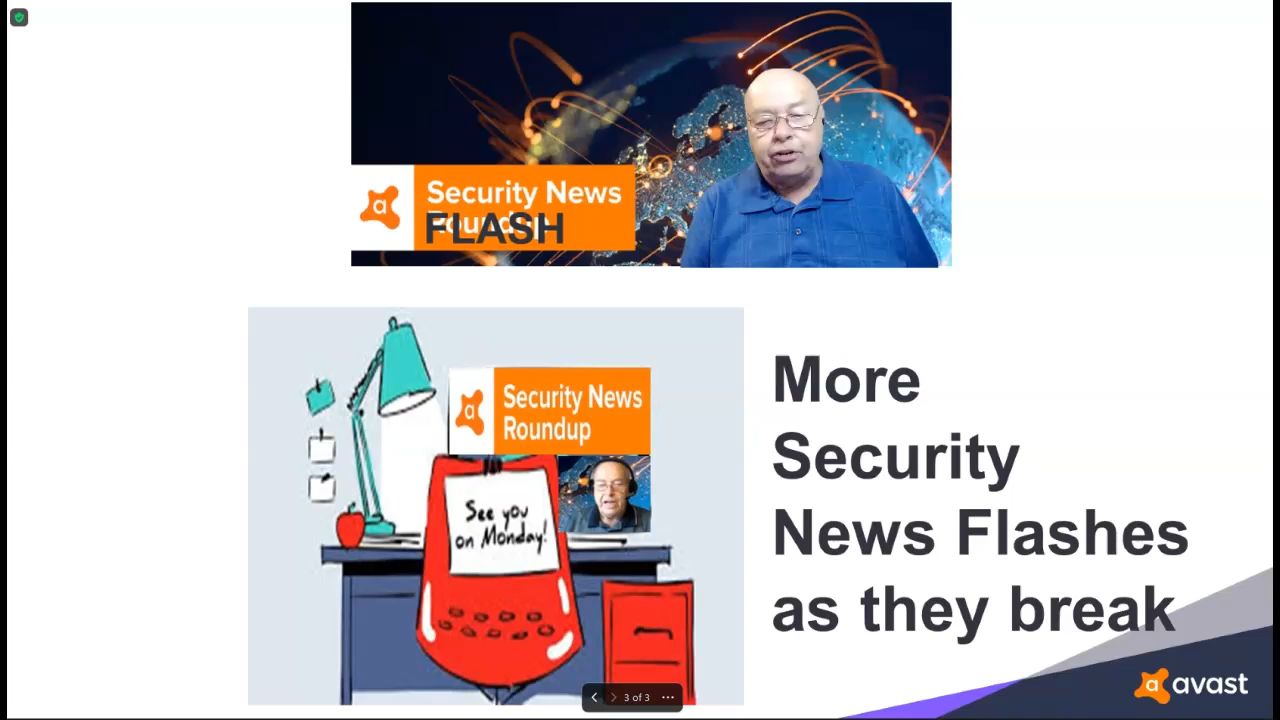 Security News
Roundup
FLASH
Security News
Roundup
See you
on Monday!
More
Security
News Flashes
as they break
3 of 3
avast